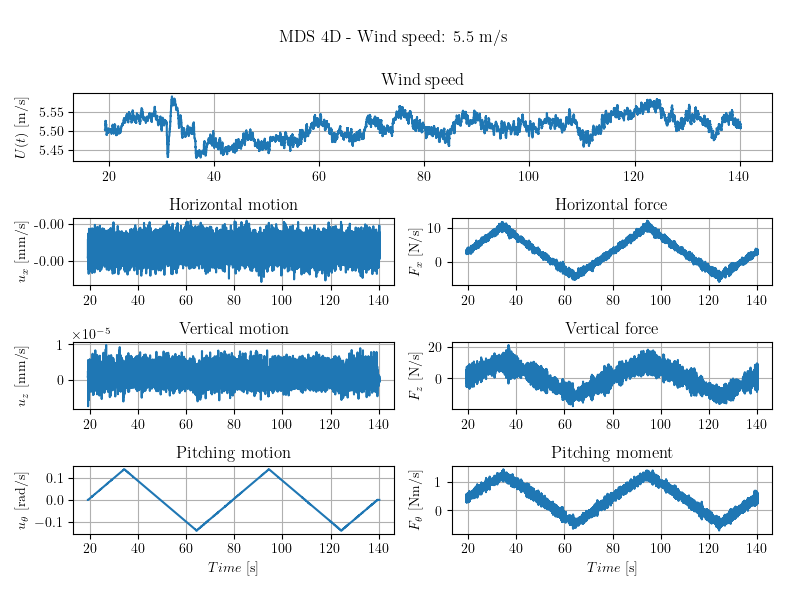 MDS 4D - Wind speed: 5.5 m/s
Wind speed
U(t) [m/s]
5.55
5.50
5.45
20 40 60 80 100 120 140
Horizontal motion
u_x [mm/s]
-0.00
-0.00
20 40 60 80 100 120 140
Horizontal force
F_x [N/s]
10
0
20 40 60 80 100 120 140
Vertical motion
×10⁻⁵
u_z [mm/s]
1
0
20 40 60 80 100 120 140
Vertical force
F_z [N/s]
20
0
20 40 60 80 100 120 140
Pitching motion
u_θ [rad/s]
0.1
0.0
−0.1
20 40 60 80 100 120 140
Time [s]
Pitching moment
F_θ [Nm/s]
1
0
20 40 60 80 100 120 140
Time [s]